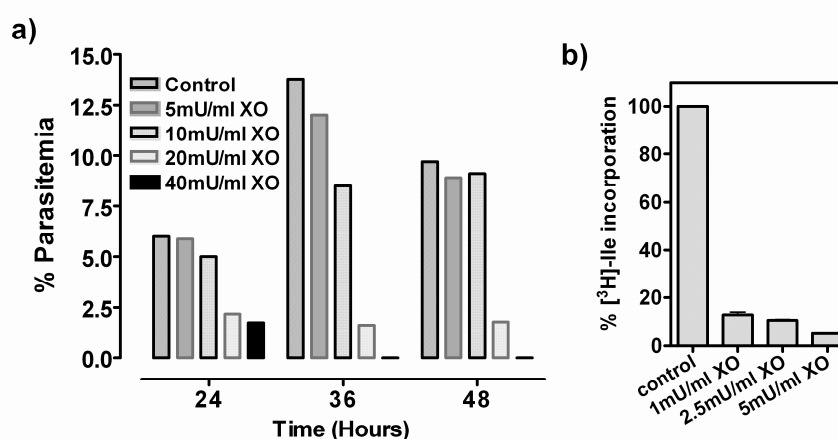 a)
15.0
12.5
10.0
7.5
5.0
2.5
0.0
% Parasitemia
Control
5mU/ml XO
10mU/ml XO
20mU/ml XO
40mU/ml XO
24 36 48
Time (Hours)
b)
100
80
60
40
20
0
% [³H]-Ile incorporation
control
1mU/ml XO
2.5mU/ml XO
5mU/ml XO